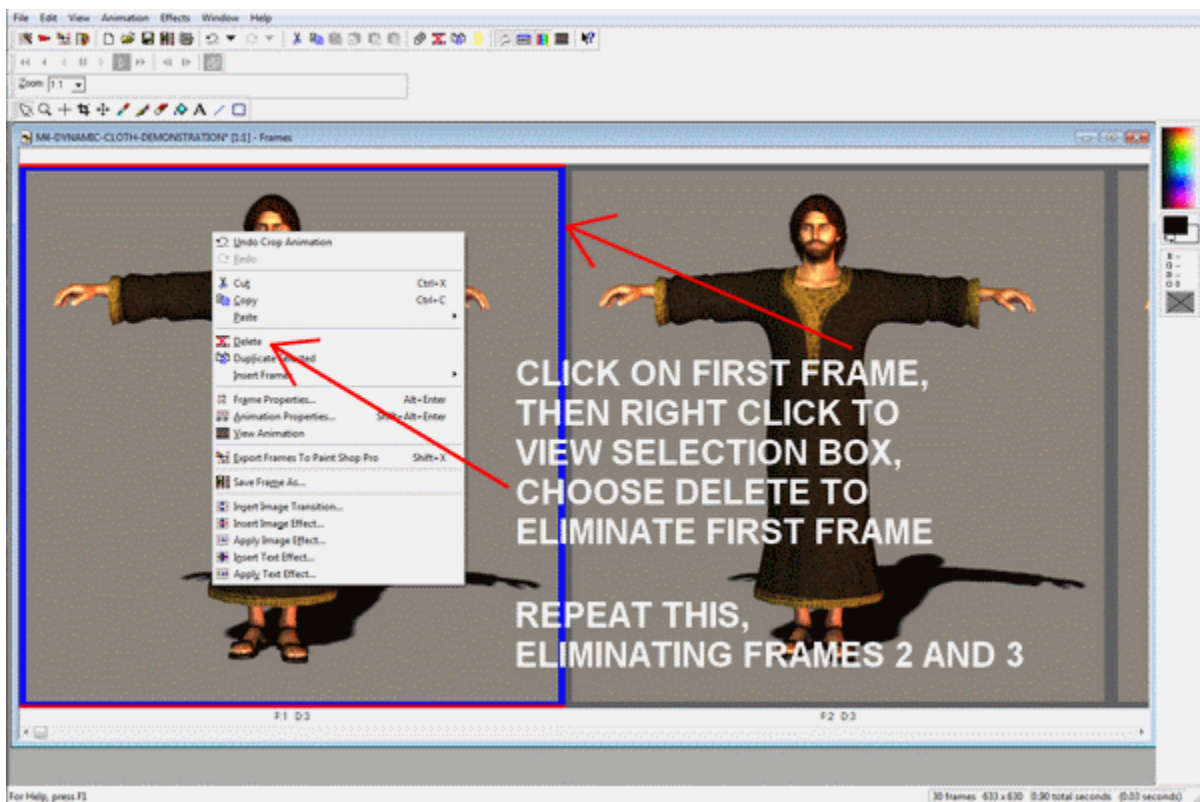 File Edit View Animation Effects Window Help
Zoom: 1:1
M4-DYNAMIC-CLOTH-DEMONSTRATION* [1:1] - Frames
Undo Crop Animation
Redo
Cut Ctrl+X
Copy Ctrl+C
Paste
Delete
Duplicate Selected
Insert Frames
Frame Properties... Alt+Enter
Animation Properties... Shift+Alt+Enter
View Animation
Export Frames To Paint Shop Pro Shift+X
Save Frame As...
Insert Image Transition...
Insert Image Effect...
Apply Image Effect...
Insert Text Effect...
Apply Text Effect...
CLICK ON FIRST FRAME,
THEN RIGHT CLICK TO
VIEW SELECTION BOX,
CHOOSE DELETE TO
ELIMINATE FIRST FRAME
REPEAT THIS,
ELIMINATING FRAMES 2 AND 3
F:1 D:3 F:2 D:3
For Help, press F1 30 frames 633 x 630 0.90 total seconds (0.03 seconds)